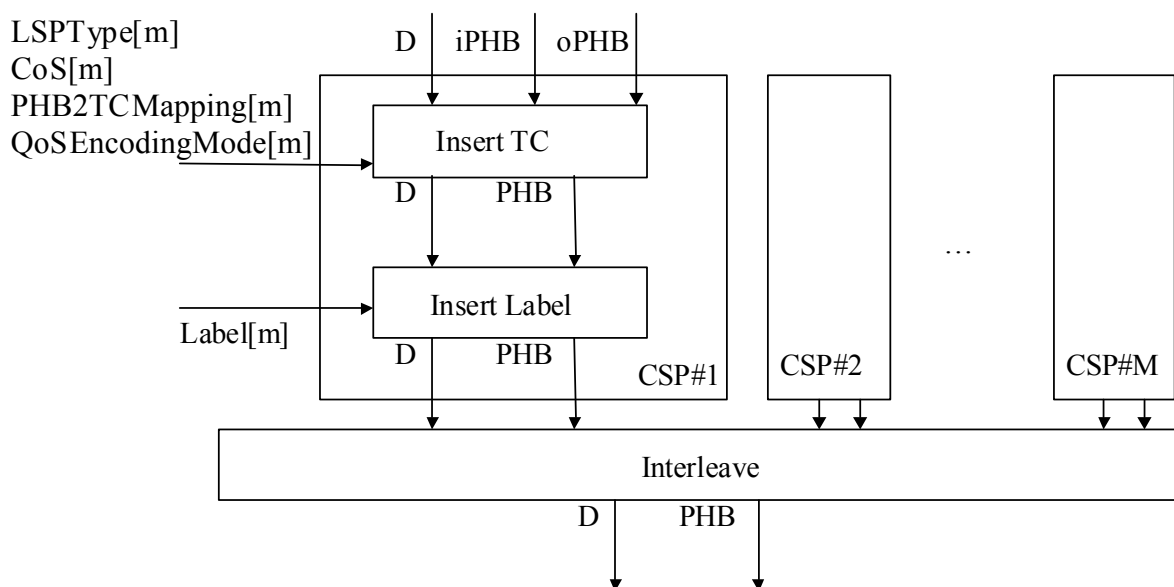 LSPType[m]
CoS[m]
PHB2TCMapping[m]
QoSEncodingMode[m]
D iPHB oPHB
Insert TC
D PHB
Insert Label
Label[m]
D PHB
CSP#1
CSP#2
...
CSP#M
Interleave
D PHB